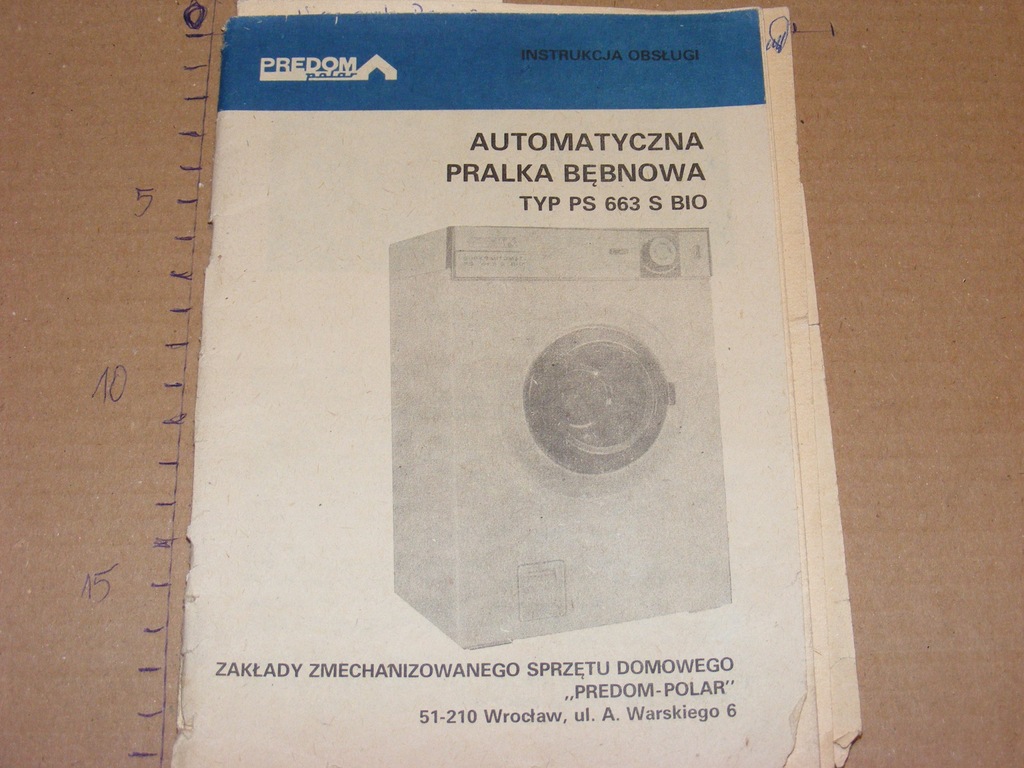 0
PREDOM
polar
INSTRUKCJA OBSŁUGI
AUTOMATYCZNA
PRALKA BĘBNOWA
TYP PS 663 S BIO
5
10
15
ZAKŁADY ZMECHANIZOWANEGO SPRZĘTU DOMOWEGO
„PREDOM-POLAR”
51-210 Wrocław, ul. A. Warskiego 6